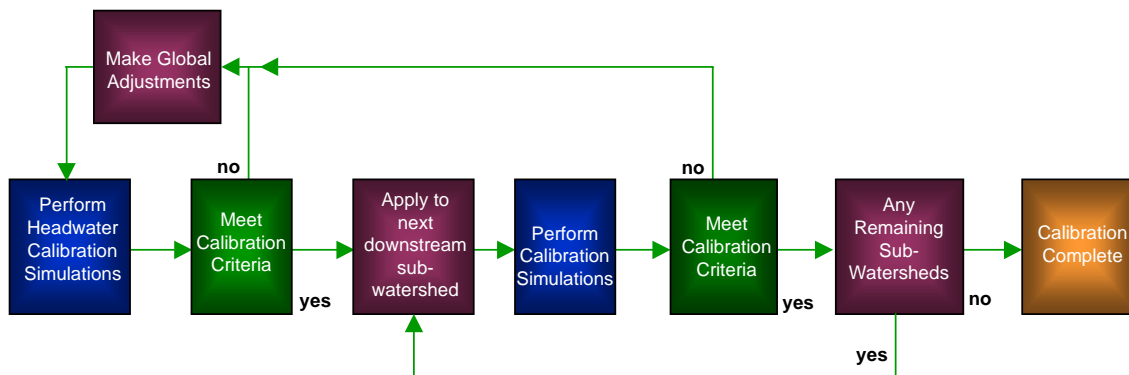 Make Global
Adjustments
no
no
Perform
Headwater
Calibration
Simulations
Meet
Calibration
Criteria
yes
Apply to
next
downstream
sub-
watershed
Perform
Calibration
Simulations
Meet
Calibration
Criteria
yes
Any
Remaining
Sub-
Watersheds
no
yes
Calibration
Complete